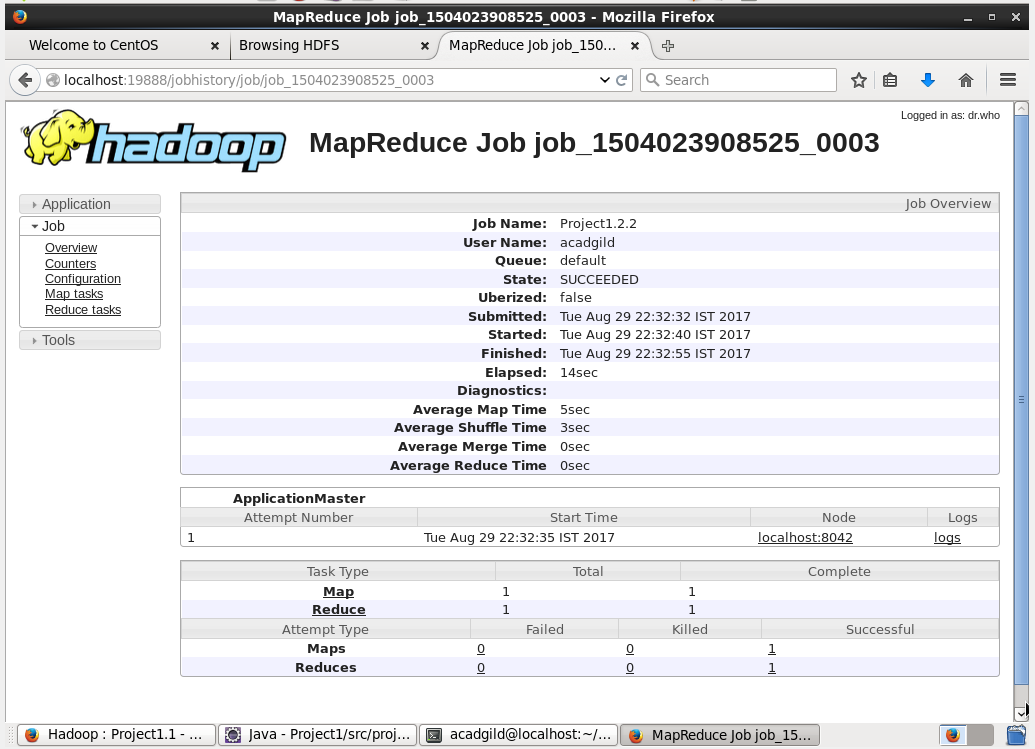 MapReduce Job job_1504023908525_0003 - Mozilla Firefox
Welcome to CentOS × Browsing HDFS × MapReduce Job job_150... ×
localhost:19888/jobhistory/job/job_1504023908525_0003 Search
Logged in as: dr.who
hadoop MapReduce Job job_1504023908525_0003
Application
Job
Overview
Counters
Configuration
Map tasks
Reduce tasks
Tools
Job Overview
Job Name: Project1.2.2
User Name: acadgild
Queue: default
State: SUCCEEDED
Uberized: false
Submitted: Tue Aug 29 22:32:32 IST 2017
Started: Tue Aug 29 22:32:40 IST 2017
Finished: Tue Aug 29 22:32:55 IST 2017
Elapsed: 14sec
Diagnostics:
Average Map Time 5sec
Average Shuffle Time 3sec
Average Merge Time 0sec
Average Reduce Time 0sec
ApplicationMaster
Attempt Number Start Time Node Logs
1 Tue Aug 29 22:32:35 IST 2017 localhost:8042 logs
Task Type Total Complete
Map 1 1
Reduce 1 1
Attempt Type Failed Killed Successful
Maps 0 0 1
Reduces 0 0 1
Hadoop : Project1.1 - ... Java - Project1/src/proj... acadgild@localhost:~/... MapReduce Job job_15...